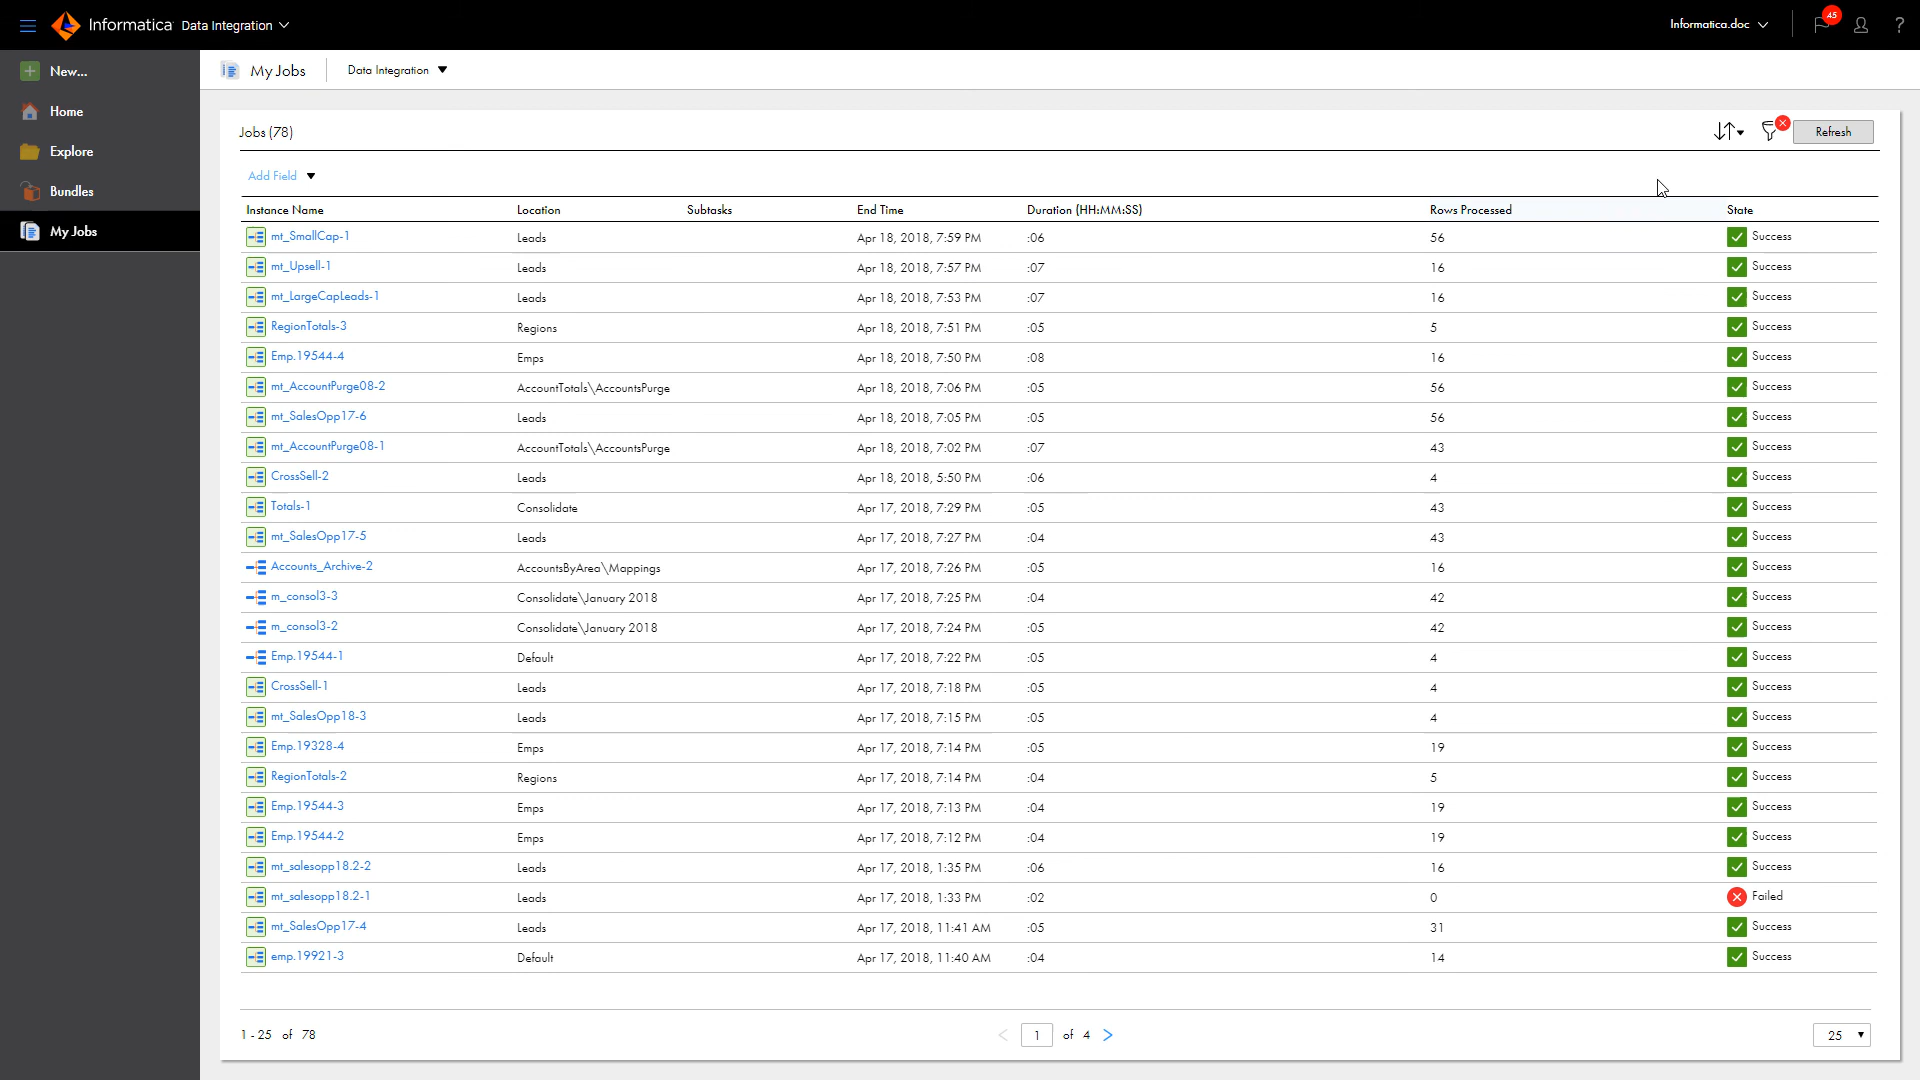 Informatica Data Integration Informatica.doc 45 ?
New... My Jobs Data Integration
Home
Explore
Bundles
My Jobs
Jobs (78) Refresh
Add Field
Instance Name Location Subtasks End Time Duration (HH:MM:SS) Rows Processed State
mt_SmallCap-1 Leads Apr 18, 2018, 7:59 PM :06 56 Success
mt_Upsell-1 Leads Apr 18, 2018, 7:57 PM :07 16 Success
mt_LargeCapLeads-1 Leads Apr 18, 2018, 7:53 PM :07 16 Success
RegionTotals-3 Regions Apr 18, 2018, 7:51 PM :05 5 Success
Emp.19544-4 Emps Apr 18, 2018, 7:50 PM :08 16 Success
mt_AccountPurge08-2 AccountTotals\AccountsPurge Apr 18, 2018, 7:06 PM :05 56 Success
mt_SalesOpp17-6 Leads Apr 18, 2018, 7:05 PM :05 56 Success
mt_AccountPurge08-1 AccountTotals\AccountsPurge Apr 18, 2018, 7:02 PM :07 43 Success
CrossSell-2 Leads Apr 18, 2018, 5:50 PM :06 4 Success
Totals-1 Consolidate Apr 17, 2018, 7:29 PM :05 43 Success
mt_SalesOpp17-5 Leads Apr 17, 2018, 7:27 PM :04 43 Success
Accounts_Archive-2 AccountsByArea\Mappings Apr 17, 2018, 7:26 PM :05 16 Success
m_consol3-3 Consolidate\January 2018 Apr 17, 2018, 7:25 PM :04 42 Success
m_consol3-2 Consolidate\January 2018 Apr 17, 2018, 7:24 PM :05 42 Success
Emp.19544-1 Default Apr 17, 2018, 7:22 PM :05 4 Success
CrossSell-1 Leads Apr 17, 2018, 7:18 PM :05 4 Success
mt_SalesOpp18-3 Leads Apr 17, 2018, 7:15 PM :05 4 Success
Emp.19328-4 Emps Apr 17, 2018, 7:14 PM :05 19 Success
RegionTotals-2 Regions Apr 17, 2018, 7:14 PM :04 5 Success
Emp.19544-3 Emps Apr 17, 2018, 7:13 PM :04 19 Success
Emp.19544-2 Emps Apr 17, 2018, 7:12 PM :04 19 Success
mt_salesopp18.2-2 Leads Apr 17, 2018, 1:35 PM :06 16 Success
mt_salesopp18.2-1 Leads Apr 17, 2018, 1:33 PM :02 0 Failed
mt_SalesOpp17-4 Leads Apr 17, 2018, 11:41 AM :05 31 Success
emp.19921-3 Default Apr 17, 2018, 11:40 AM :04 14 Success
1 - 25 of 78 1 of 4 25